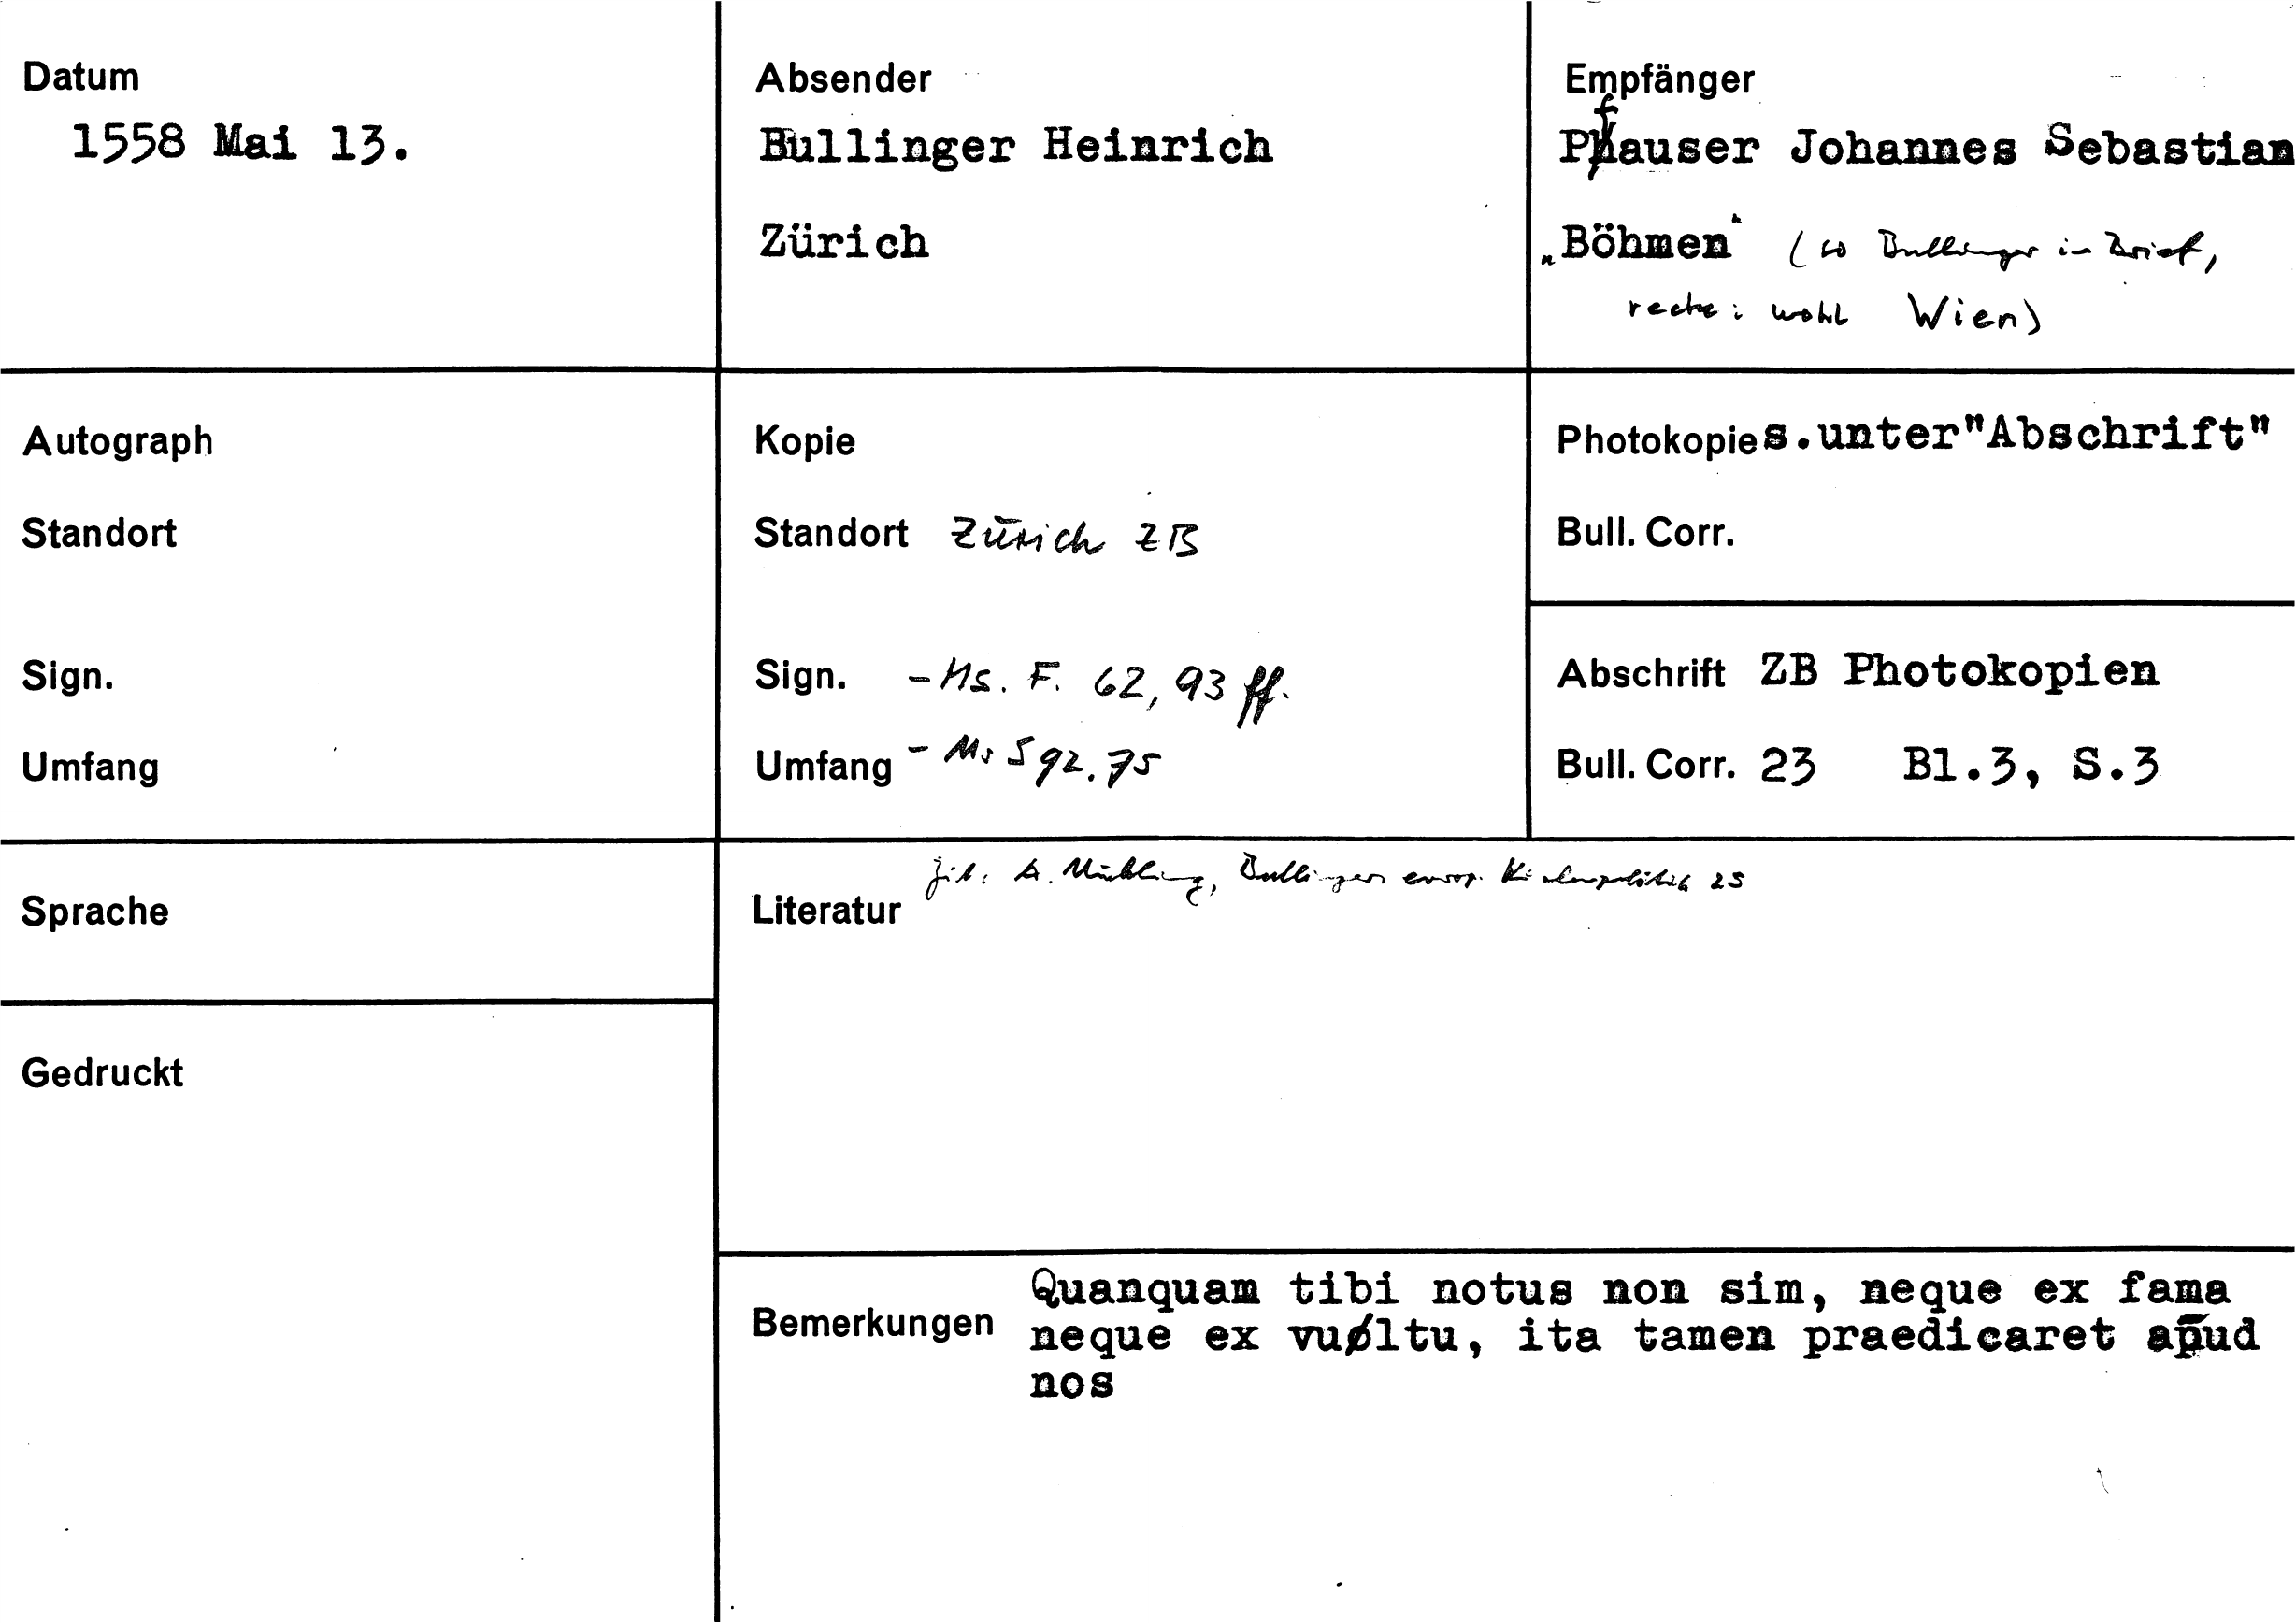 Datum
1558 Mai 13.
Absender
Bullinger Heinrich
Zürich
Empfänger
Pfauser Johannes Sebastian
„Böhmen“ (so Bullinger in Brief,
recte: wohl Wien)
Autograph
Standort
Sign.
Umfang
Kopie
Standort Zürich ZB
Sign. - Ms. F. 62, 93 ff.
Umfang - Ms S 92.75
Photokopie s.unter"Abschrift"
Bull. Corr.
Abschrift ZB Photokopien
Bull. Corr. 23 Bl.3, S.3
Sprache
Gedruckt
Zit: A. Mühling, Bullingers europ. Kirchenpolitik 25
Literatur
Bemerkungen
Quanquam tibi notus non sim, neque ex fama
neque ex vultu, ita tamen praedicaret apud
nos